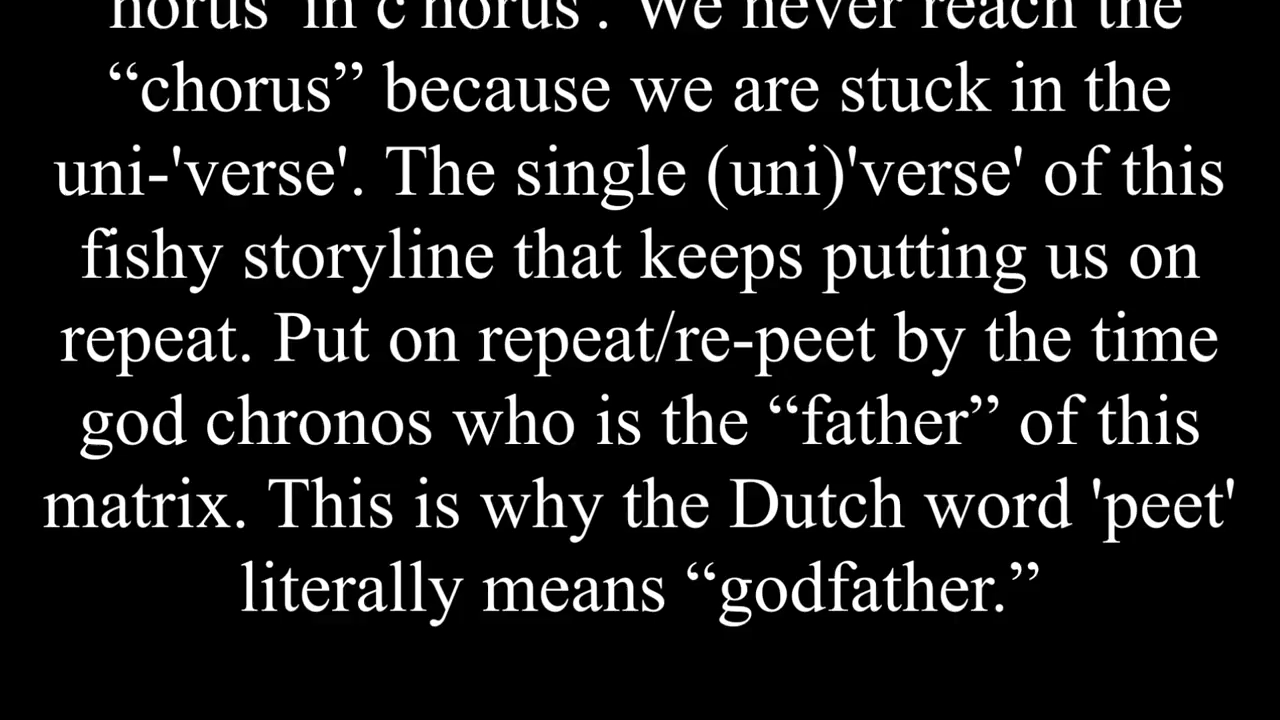 horus' in c'horus'. We never reach the
“chorus” because we are stuck in the
uni-'verse'. The single (uni)'verse' of this
fishy storyline that keeps putting us on
repeat. Put on repeat/re-peet by the time
god chronos who is the “father” of this
matrix. This is why the Dutch word 'peet'
literally means “godfather.”